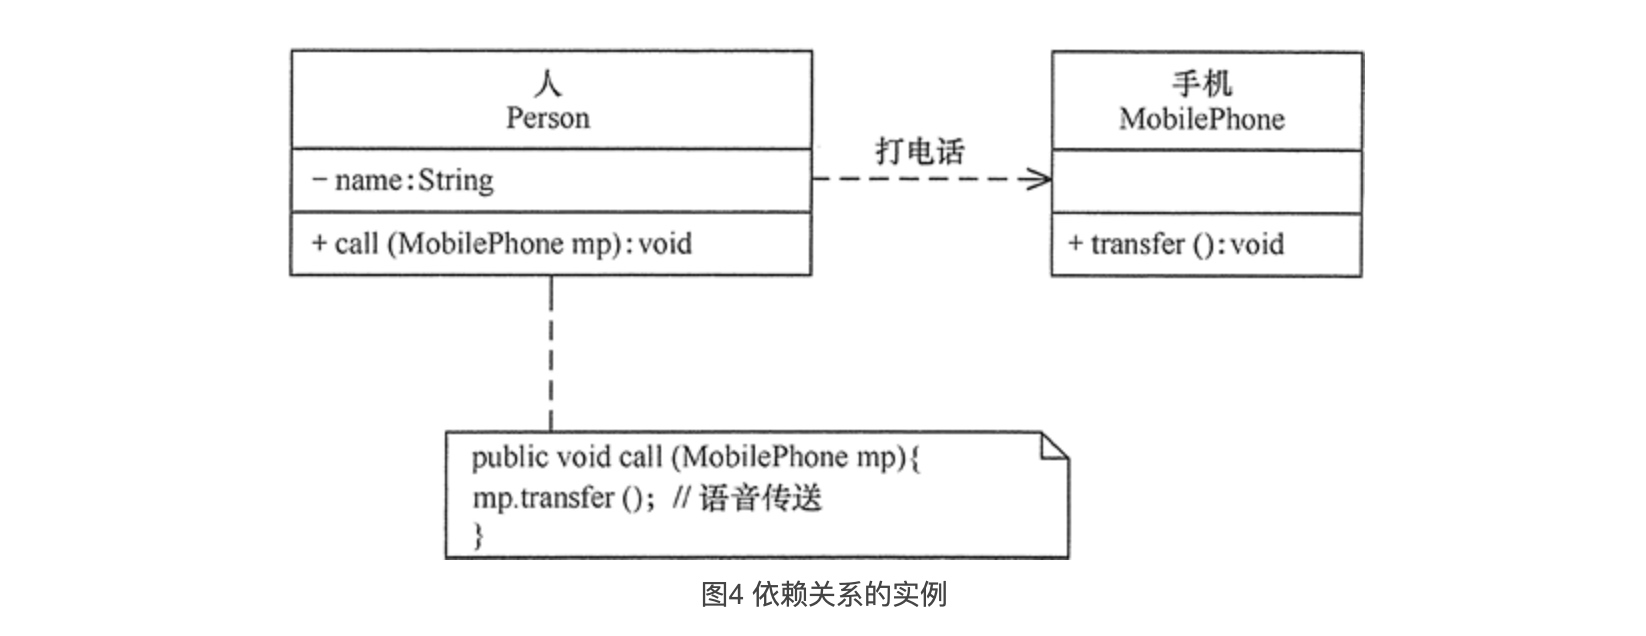 人
Person
- name:String
+ call (MobilePhone mp):void
打电话
手机
MobilePhone
+ transfer ():void
public void call (MobilePhone mp){
mp.transfer (); // 语音传送
}
图4 依赖关系的实例